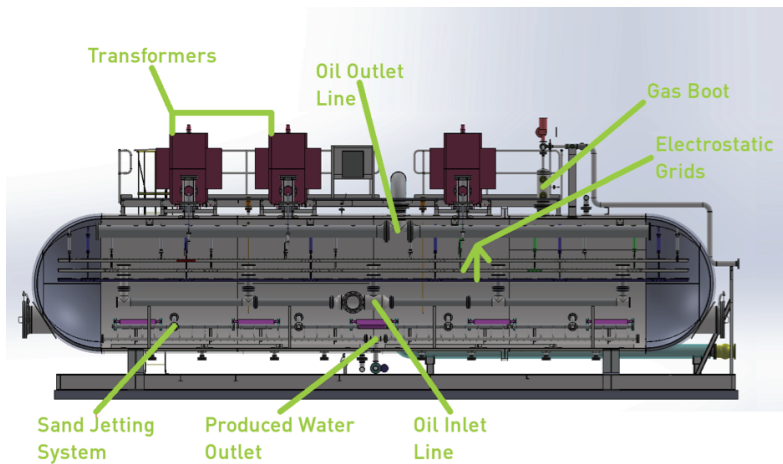 Transformers
Oil Outlet
Line
Gas Boot
Electrostatic
Grids
Sand Jetting
System
Produced Water
Outlet
Oil Inlet
Line